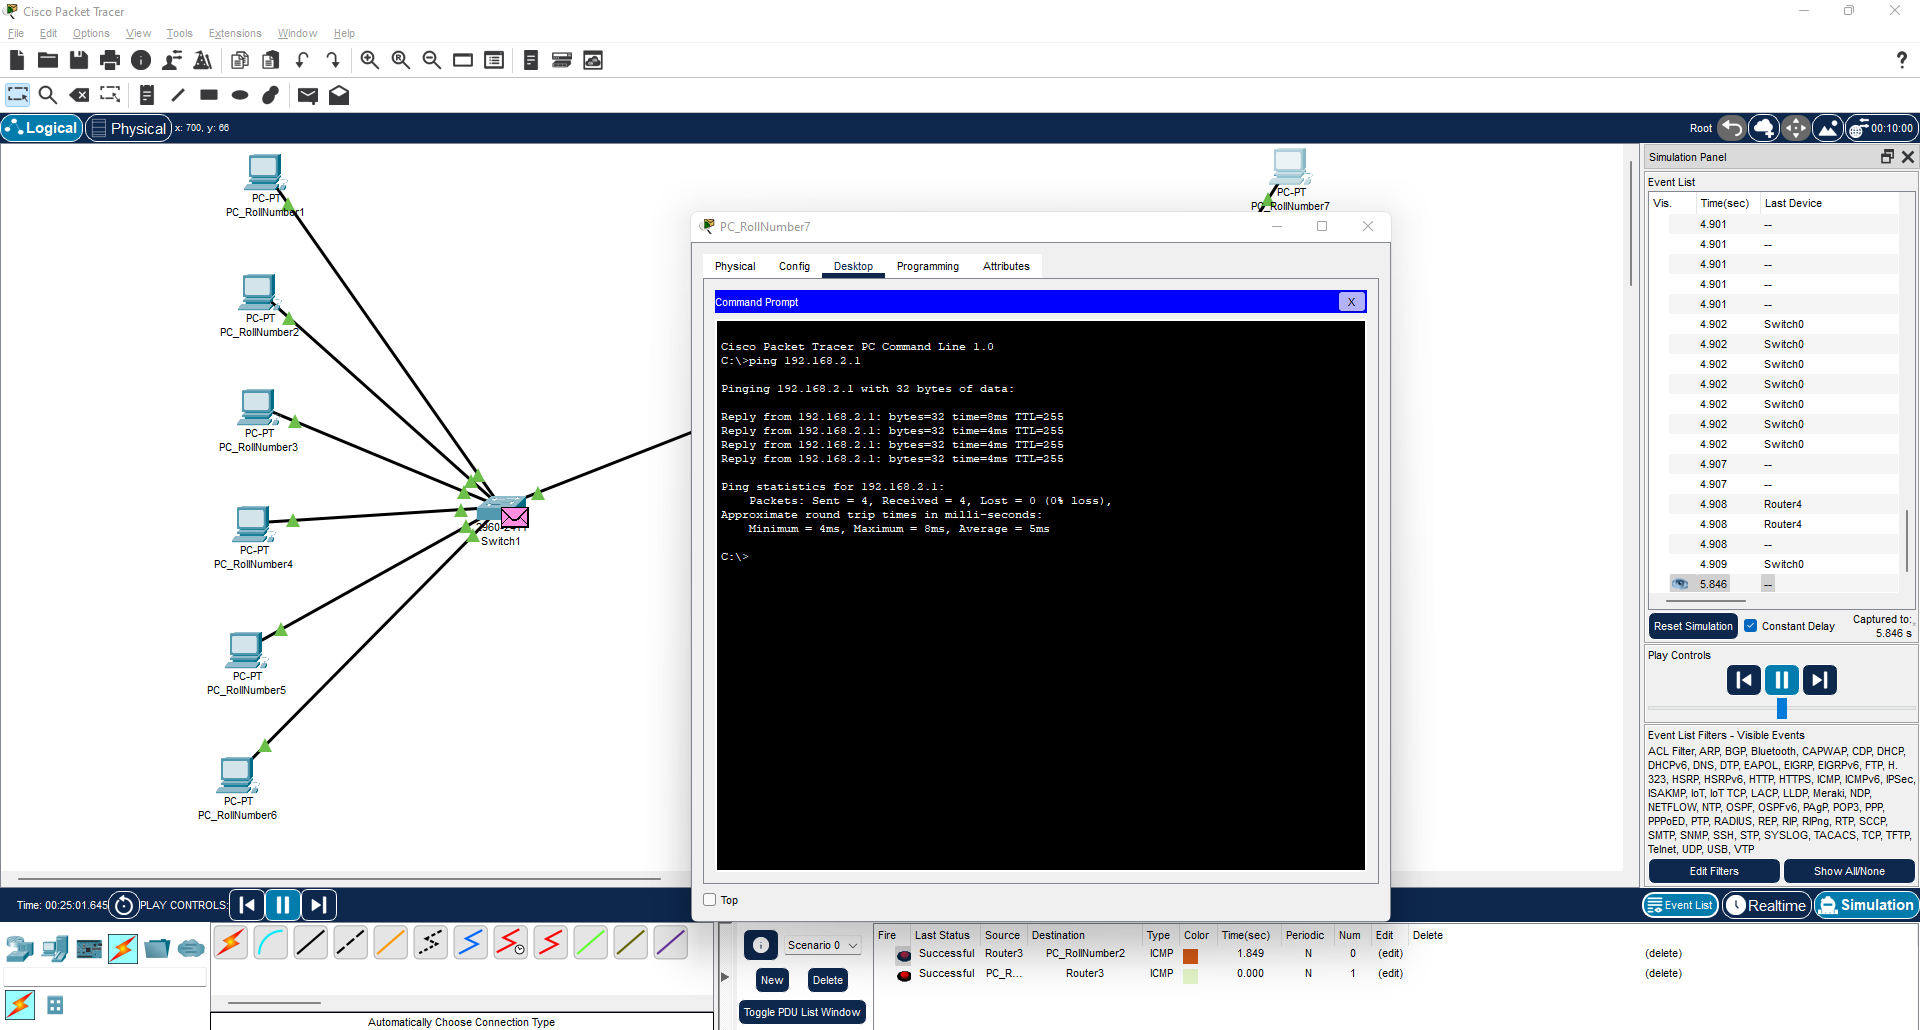 Cisco Packet Tracer
File Edit Options View Tools Extensions Window Help
Logical Physical x: 700, y: 66 Root 00:10:00
PC-PT
PC_RollNumber1
PC-PT
PC_RollNumber2
PC-PT
PC_RollNumber3
PC-PT
PC_RollNumber4
PC-PT
PC_RollNumber5
PC-PT
PC_RollNumber6
Switch1
PC-PT
PC_RollNumber7
PC_RollNumber7
Physical Config Desktop Programming Attributes
Command Prompt X
Cisco Packet Tracer PC Command Line 1.0
C:\>ping 192.168.2.1
Pinging 192.168.2.1 with 32 bytes of data:
Reply from 192.168.2.1: bytes=32 time=8ms TTL=255
Reply from 192.168.2.1: bytes=32 time=4ms TTL=255
Reply from 192.168.2.1: bytes=32 time=4ms TTL=255
Reply from 192.168.2.1: bytes=32 time=4ms TTL=255
Ping statistics for 192.168.2.1:
Packets: Sent = 4, Received = 4, Lost = 0 (0% loss),
Approximate round trip times in milli-seconds:
Minimum = 4ms, Maximum = 8ms, Average = 5ms
C:\>
Top
Simulation Panel
Event List
Vis. Time(sec) Last Device
4.901 --
4.901 --
4.901 --
4.901 --
4.901 --
4.902 Switch0
4.902 Switch0
4.902 Switch0
4.902 Switch0
4.902 Switch0
4.902 Switch0
4.902 Switch0
4.907 --
4.907 --
4.908 Router4
4.908 Router4
4.908 --
4.909 Switch0
5.846 --
Reset Simulation Constant Delay Captured to:
5.846 s
Play Controls
Event List Filters - Visible Events
ACL Filter, ARP, BGP, Bluetooth, CAPWAP, CDP, DHCP,
DHCPv6, DNS, DTP, EAPOL, EIGRP, EIGRPv6, FTP, H.
323, HSRP, HSRPv6, HTTP, HTTPS, ICMP, ICMPv6, IPSec,
ISAKMP, IoT, IoT TCP, LACP, LLDP, Meraki, NDP,
NETFLOW, NTP, OSPF, OSPFv6, PAgP, POP3, PPP,
PPPoED, PTP, RADIUS, REP, RIP, RIPng, RTP, SCCP,
SMTP, SNMP, SSH, STP, SYSLOG, TACACS, TCP, TFTP,
Telnet, UDP, USB, VTP
Edit Filters Show All/None
Time: 00:25:01.645 PLAY CONTROLS: Event List Realtime Simulation
Automatically Choose Connection Type
Scenario 0
New Delete
Toggle PDU List Window
Fire Last Status Source Destination Type Color Time(sec) Periodic Num Edit Delete
Successful Router3 PC_RollNumber2 ICMP 1.849 N 0 (edit) (delete)
Successful PC_R... Router3 ICMP 0.000 N 1 (edit) (delete)